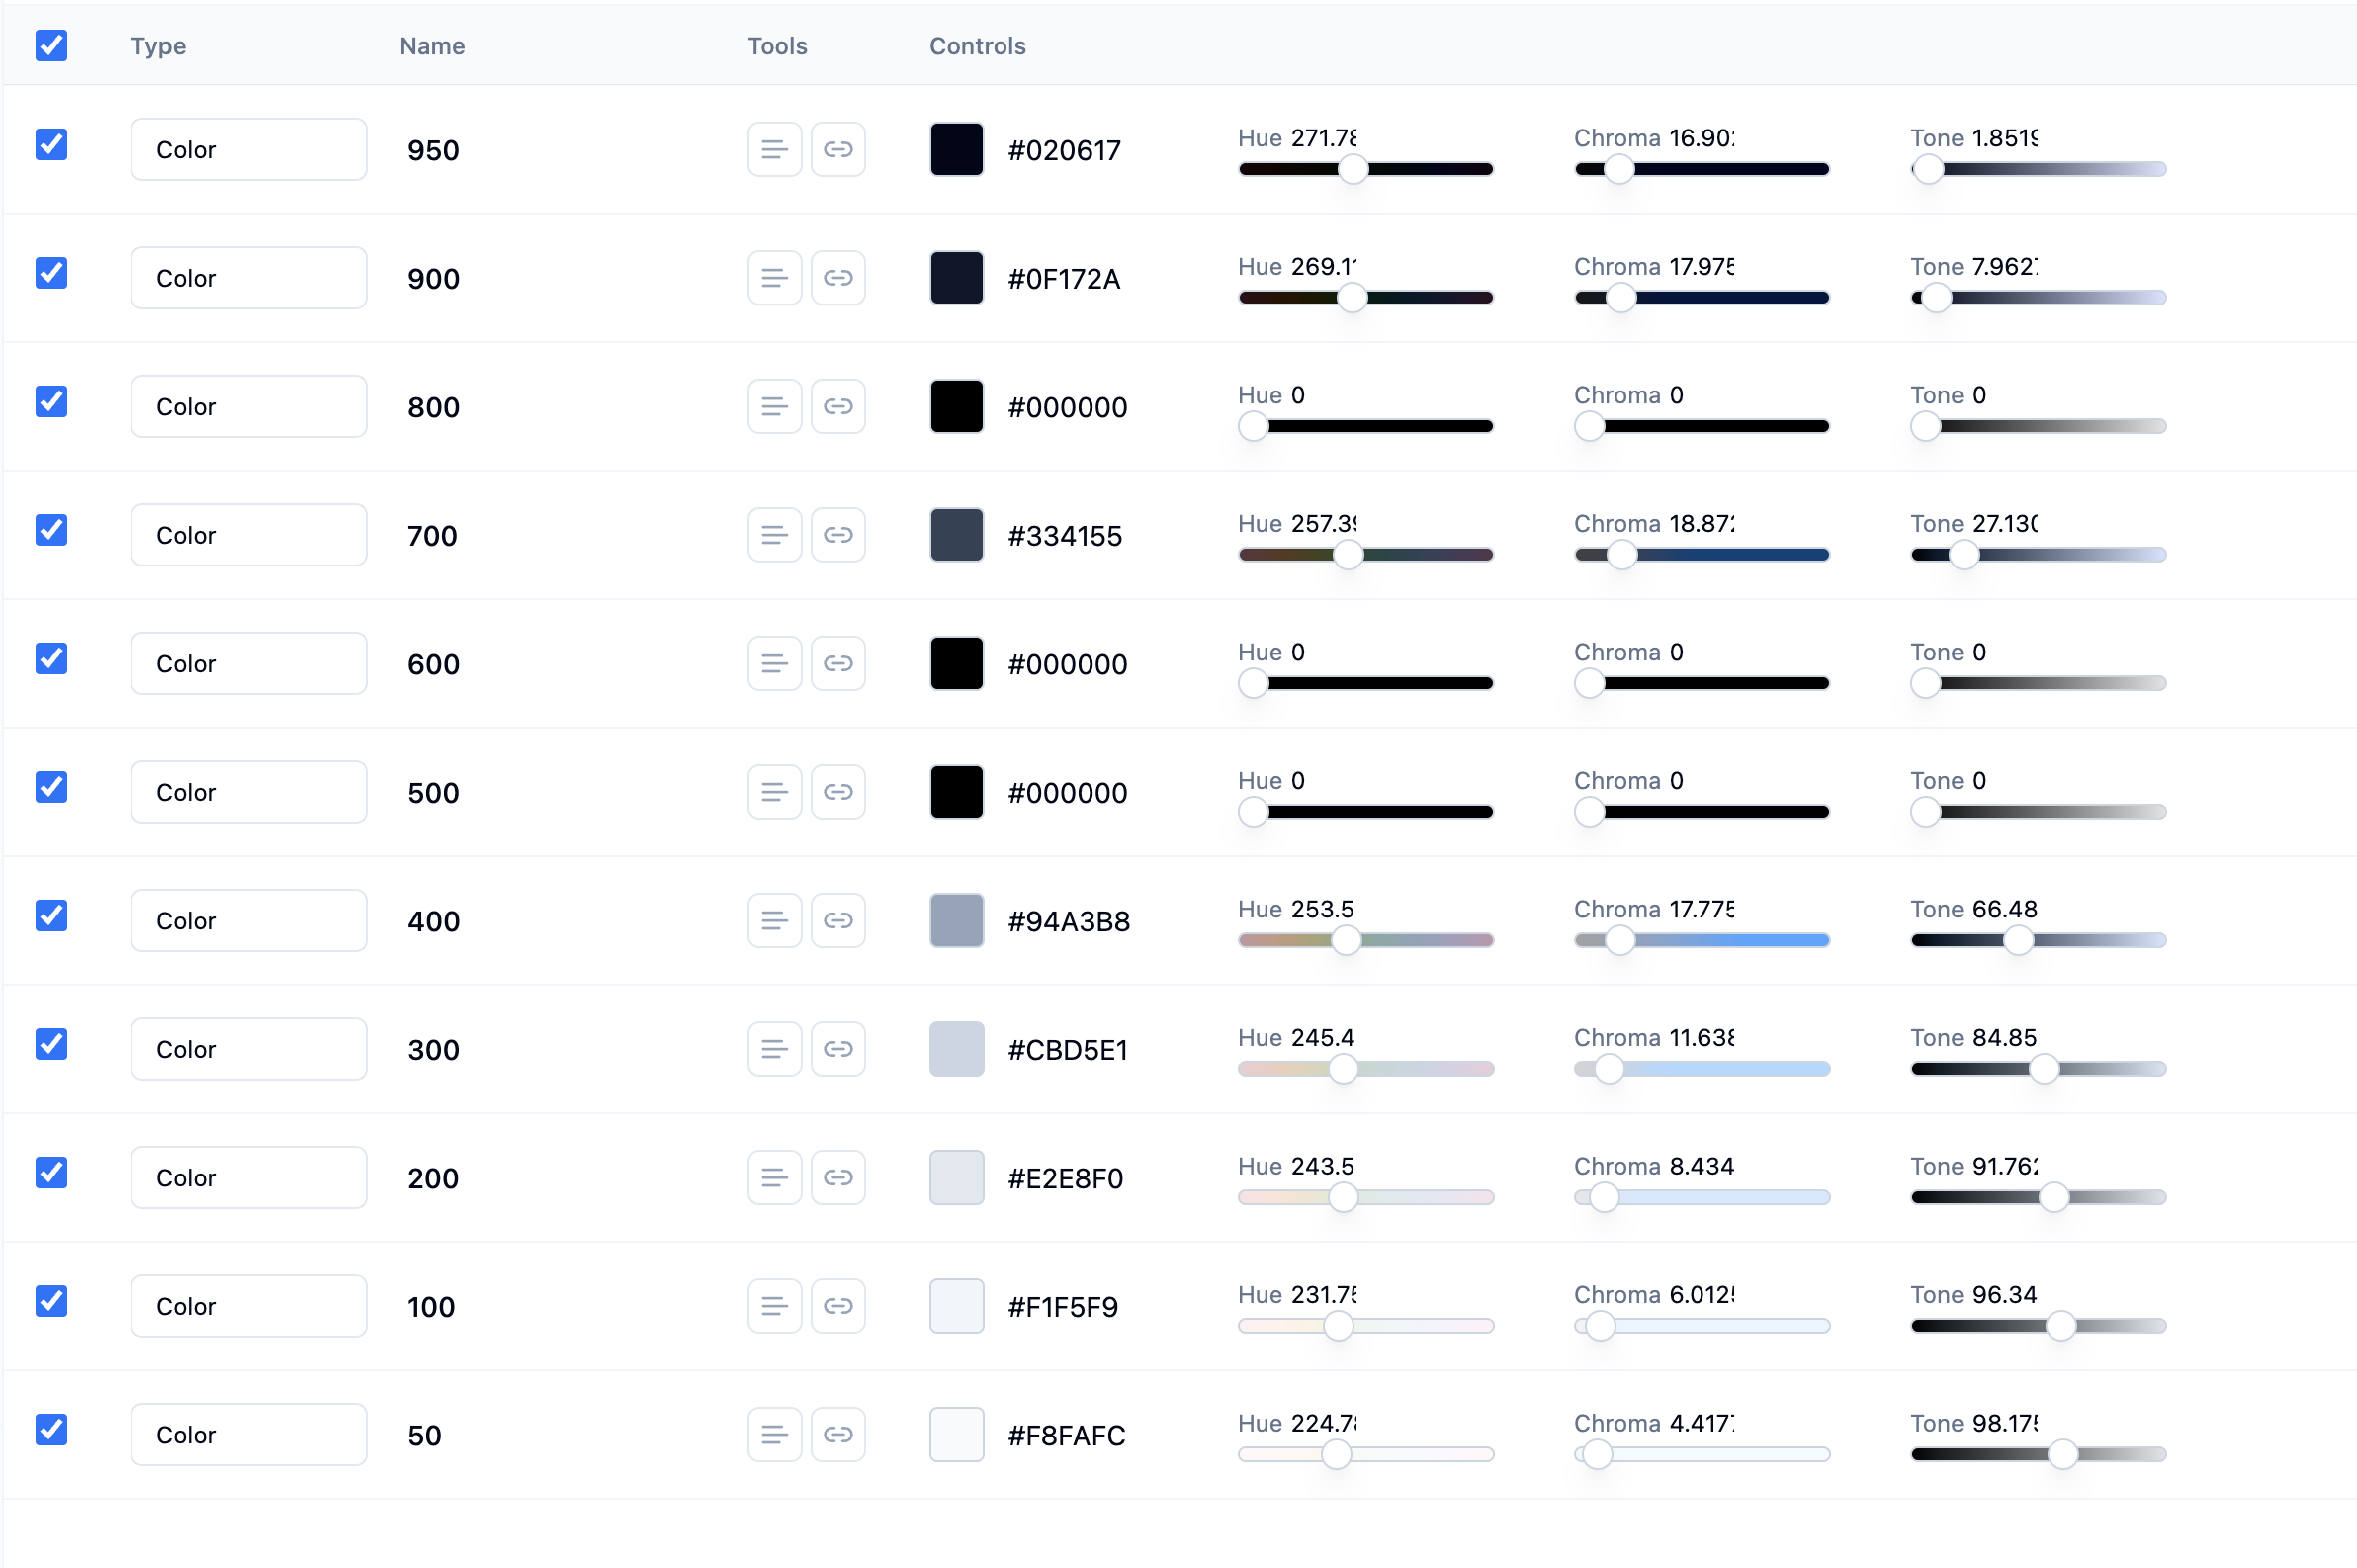 Type Name Tools Controls
Color 950 #020617 Hue 271.78 Chroma 16.90 Tone 1.8519
Color 900 #0F172A Hue 269.1 Chroma 17.975 Tone 7.962
Color 800 #000000 Hue 0 Chroma 0 Tone 0
Color 700 #334155 Hue 257.39 Chroma 18.872 Tone 27.130
Color 600 #000000 Hue 0 Chroma 0 Tone 0
Color 500 #000000 Hue 0 Chroma 0 Tone 0
Color 400 #94A3B8 Hue 253.5 Chroma 17.775 Tone 66.48
Color 300 #CBD5E1 Hue 245.4 Chroma 11.638 Tone 84.85
Color 200 #E2E8F0 Hue 243.5 Chroma 8.434 Tone 91.762
Color 100 #F1F5F9 Hue 231.75 Chroma 6.012 Tone 96.34
Color 50 #F8FAFC Hue 224.78 Chroma 4.417 Tone 98.175